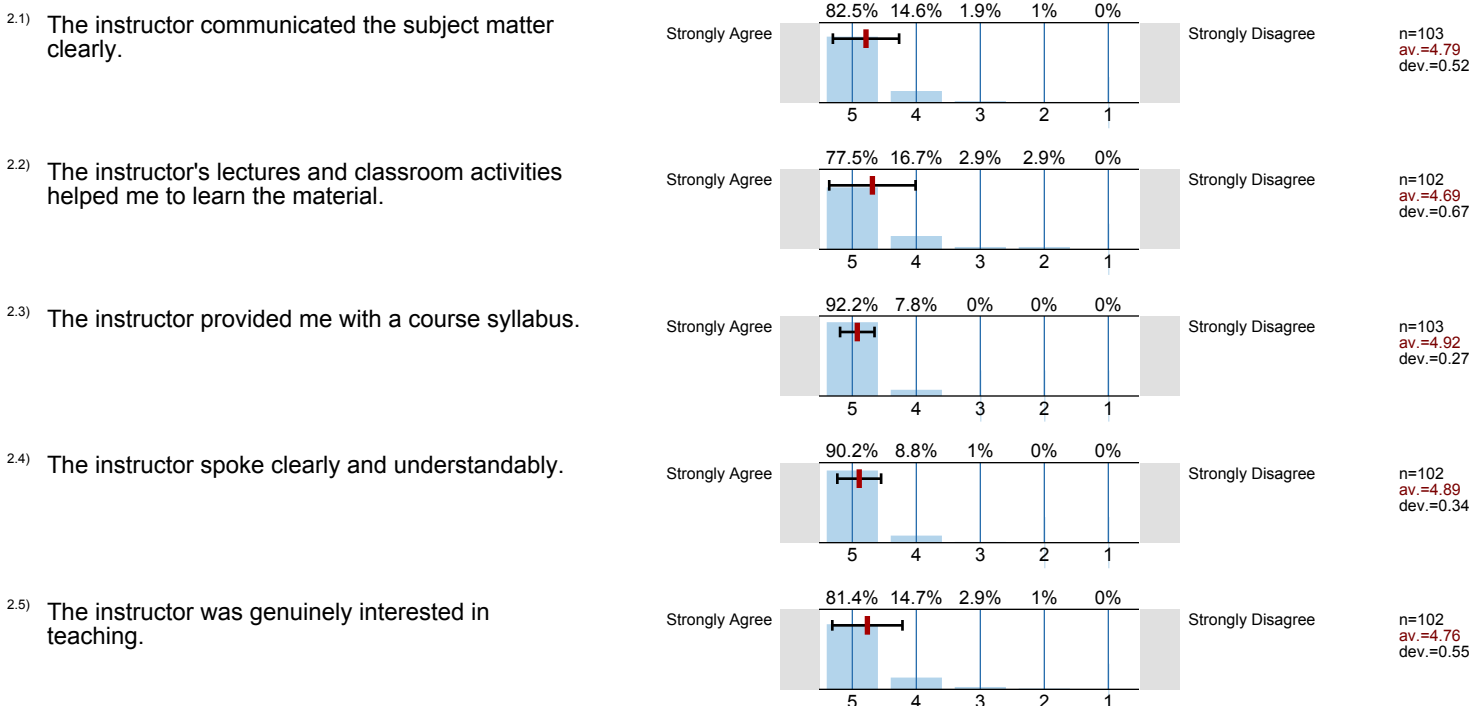 82.5% 14.6% 1.9% 1% 0%
2.1) The instructor communicated the subject matter
clearly.
Strongly Agree
Strongly Disagree
n=103
av.=4.79
dev.=0.52
5 4 3 2 1
77.5% 16.7% 2.9% 2.9% 0%
2.2) The instructor's lectures and classroom activities
helped me to learn the material.
Strongly Agree
Strongly Disagree
n=102
av.=4.69
dev.=0.67
5 4 3 2 1
92.2% 7.8% 0% 0% 0%
2.3) The instructor provided me with a course syllabus.
Strongly Agree
Strongly Disagree
n=103
av.=4.92
dev.=0.27
5 4 3 2 1
90.2% 8.8% 1% 0% 0%
2.4) The instructor spoke clearly and understandably.
Strongly Agree
Strongly Disagree
n=102
av.=4.89
dev.=0.34
5 4 3 2 1
81.4% 14.7% 2.9% 1% 0%
2.5) The instructor was genuinely interested in
teaching.
Strongly Agree
Strongly Disagree
n=102
av.=4.76
dev.=0.55
5 4 3 2 1